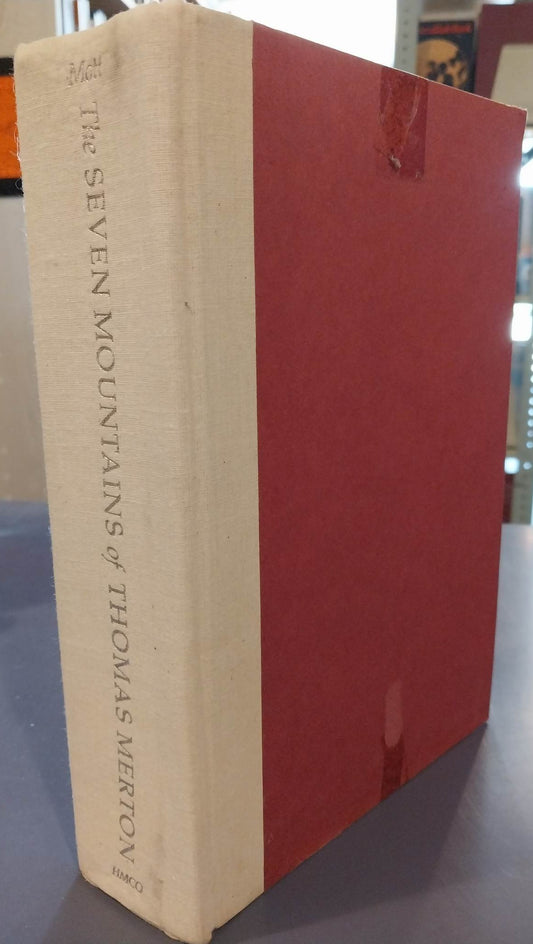 Mott
The SEVEN MOUNTAINS of THOMAS MERTON
HMCO